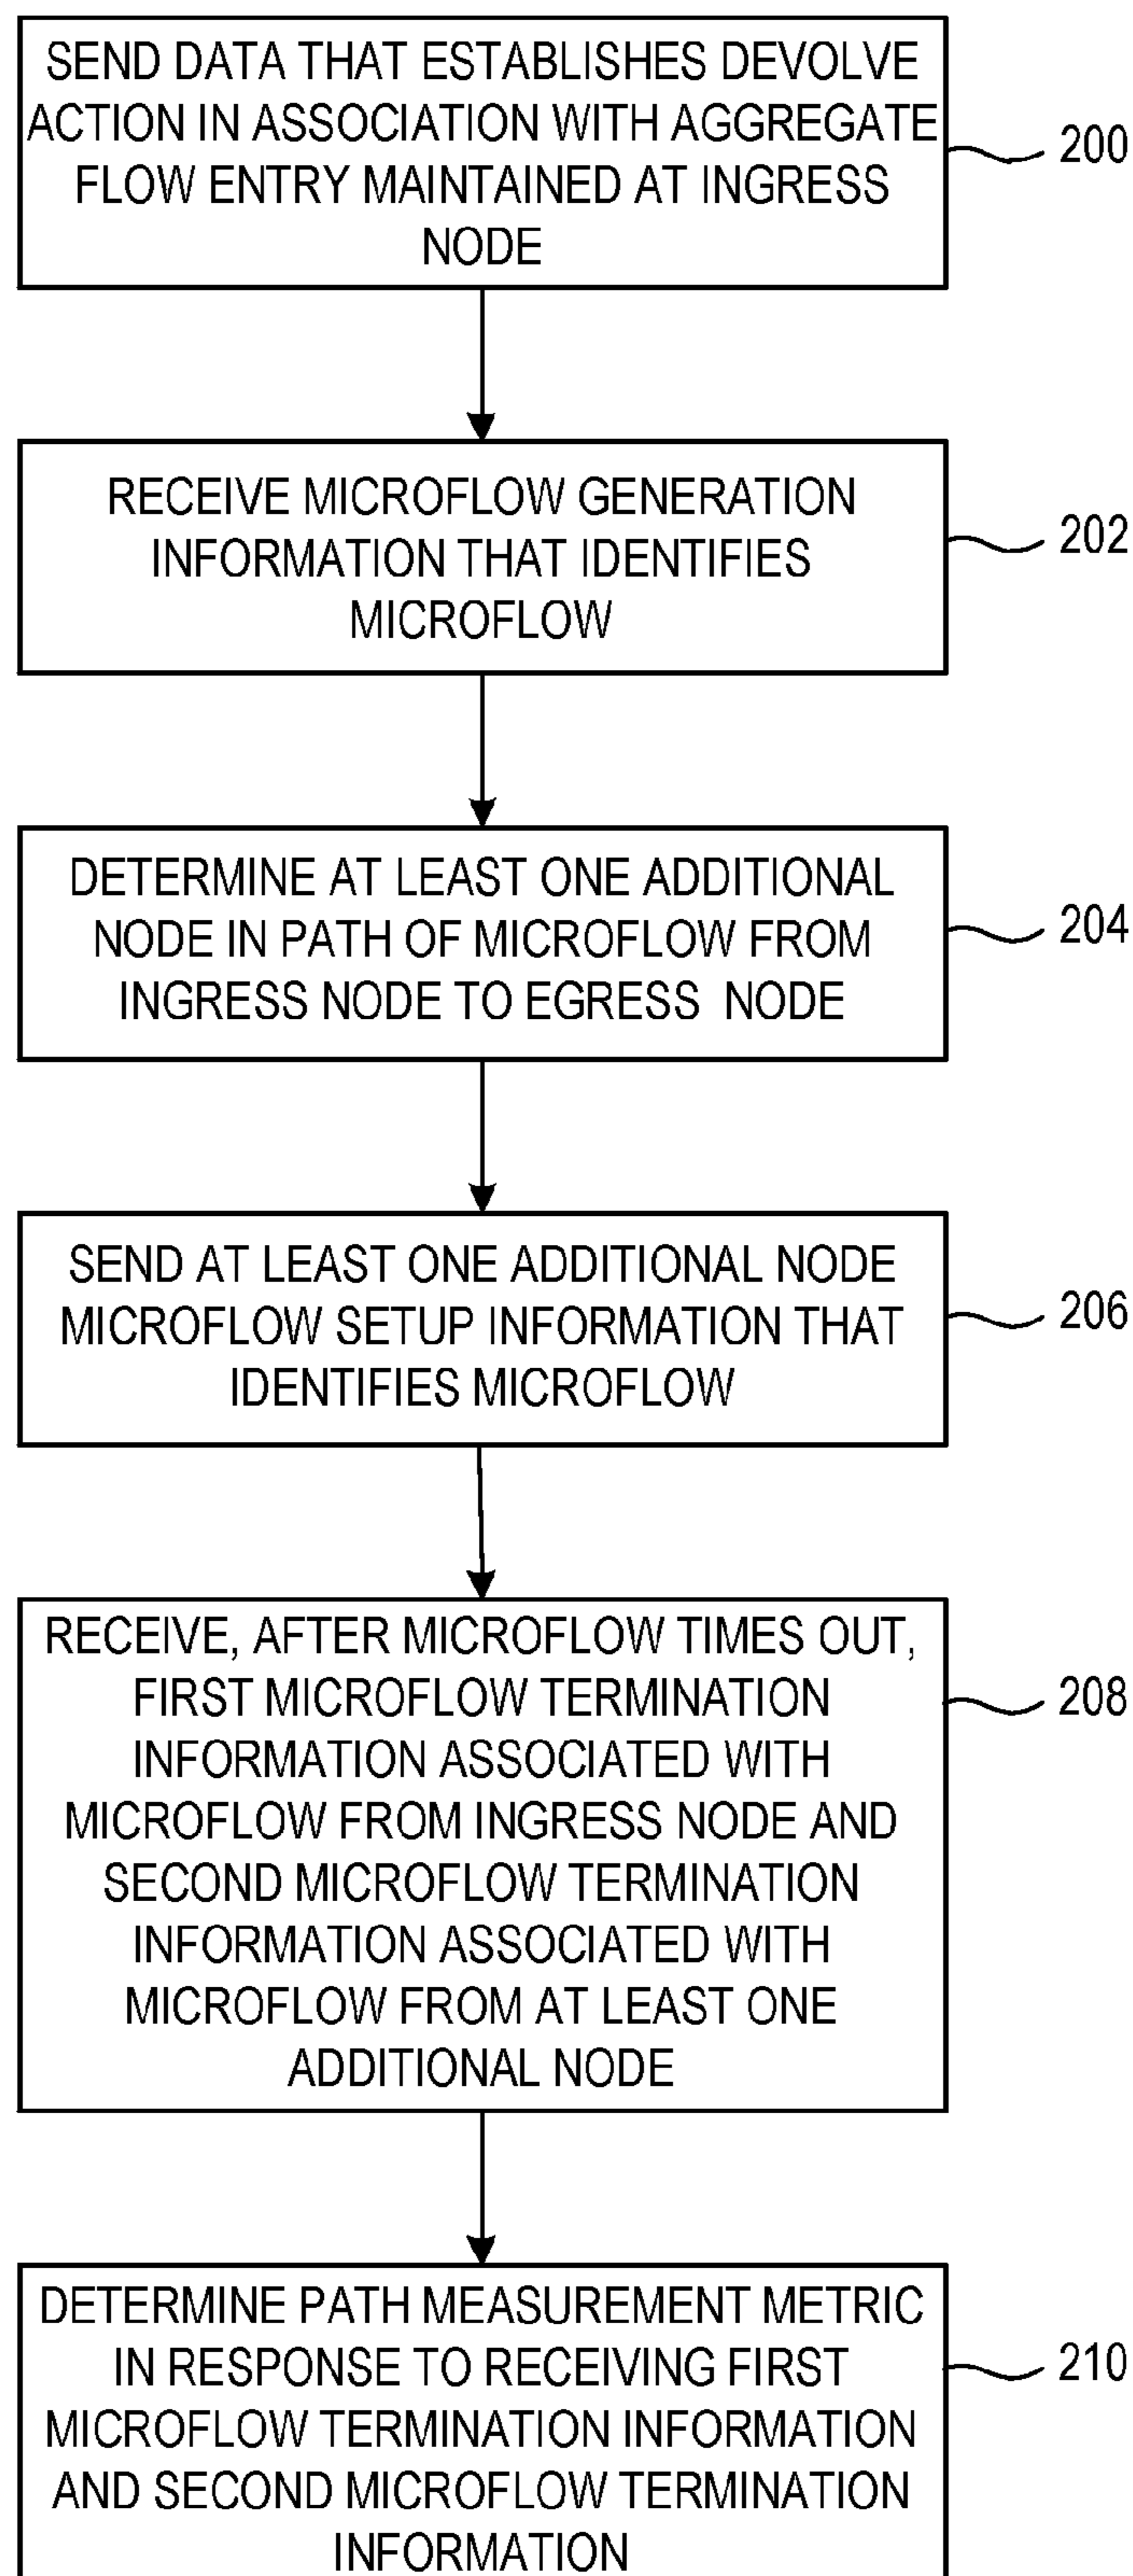 SEND DATA THAT ESTABLISHES DEVOLVE
ACTION IN ASSOCIATION WITH AGGREGATE
FLOW ENTRY MAINTAINED AT INGRESS
NODE
200
RECEIVE MICROFLOW GENERATION
INFORMATION THAT IDENTIFIES
MICROFLOW
202
DETERMINE AT LEAST ONE ADDITIONAL
NODE IN PATH OF MICROFLOW FROM
INGRESS NODE TO EGRESS NODE
204
SEND AT LEAST ONE ADDITIONAL NODE
MICROFLOW SETUP INFORMATION THAT
IDENTIFIES MICROFLOW
206
RECEIVE, AFTER MICROFLOW TIMES OUT,
FIRST MICROFLOW TERMINATION
INFORMATION ASSOCIATED WITH
MICROFLOW FROM INGRESS NODE AND
SECOND MICROFLOW TERMINATION
INFORMATION ASSOCIATED WITH
MICROFLOW FROM AT LEAST ONE
ADDITIONAL NODE
208
DETERMINE PATH MEASUREMENT METRIC
IN RESPONSE TO RECEIVING FIRST
MICROFLOW TERMINATION INFORMATION
AND SECOND MICROFLOW TERMINATION
INFORMATION
210